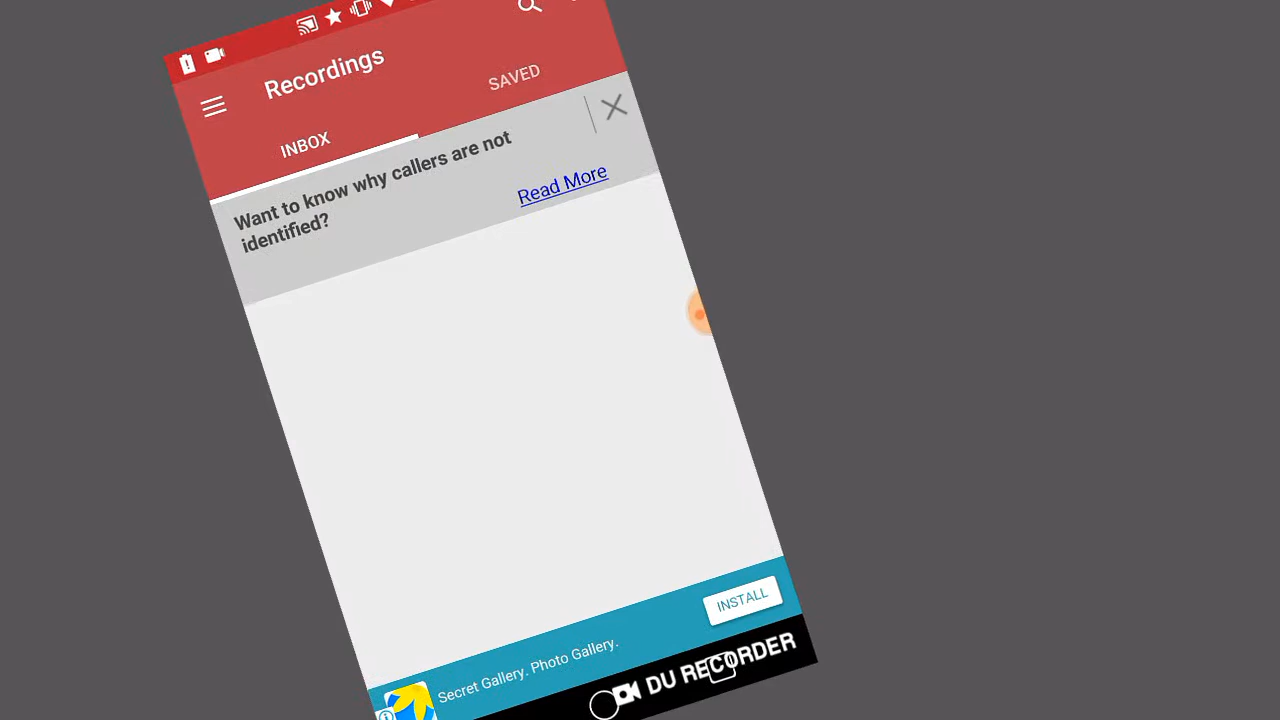 Recordings
INBOX
SAVED
Want to know why callers are not
identified?
Read More
Secret Gallery. Photo Gallery.
INSTALL
DU RECORDER